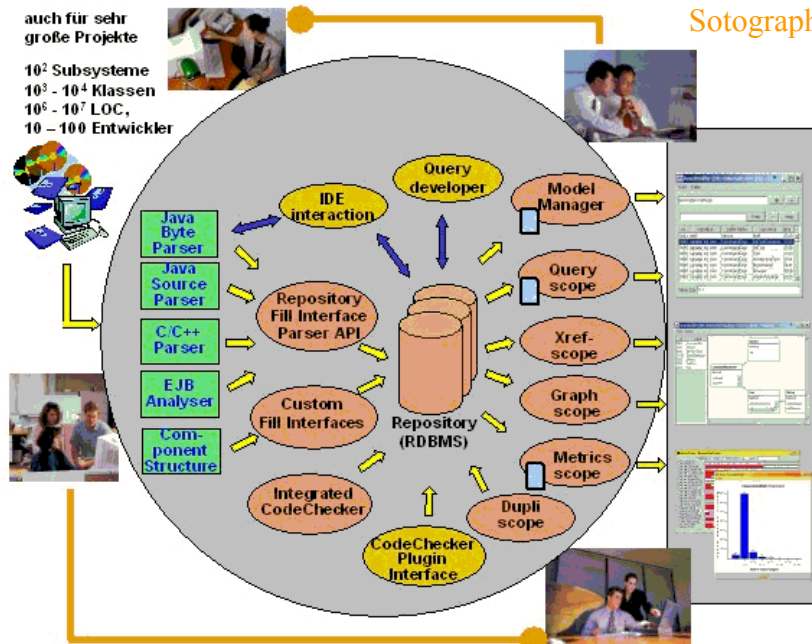 auch für sehr
große Projekte
10² Subsysteme
10³ - 10⁴ Klassen
10⁶ - 10⁷ LOC,
10 – 100 Entwickler
Sotograph
Java
Byte
Parser
Java
Source
Parser
C/C++
Parser
EJB
Analyser
Com-
ponent
Structure
IDE
interaction
Query
developer
Repository
Fill Interface
Parser API
Custom
Fill Interfaces
Integrated
CodeChecker
CodeChecker
Plugin
Interface
Repository
(RDBMS)
Model
Manager
Query
scope
Xref-
scope
Graph
scope
Metrics
scope
Dupli
scope